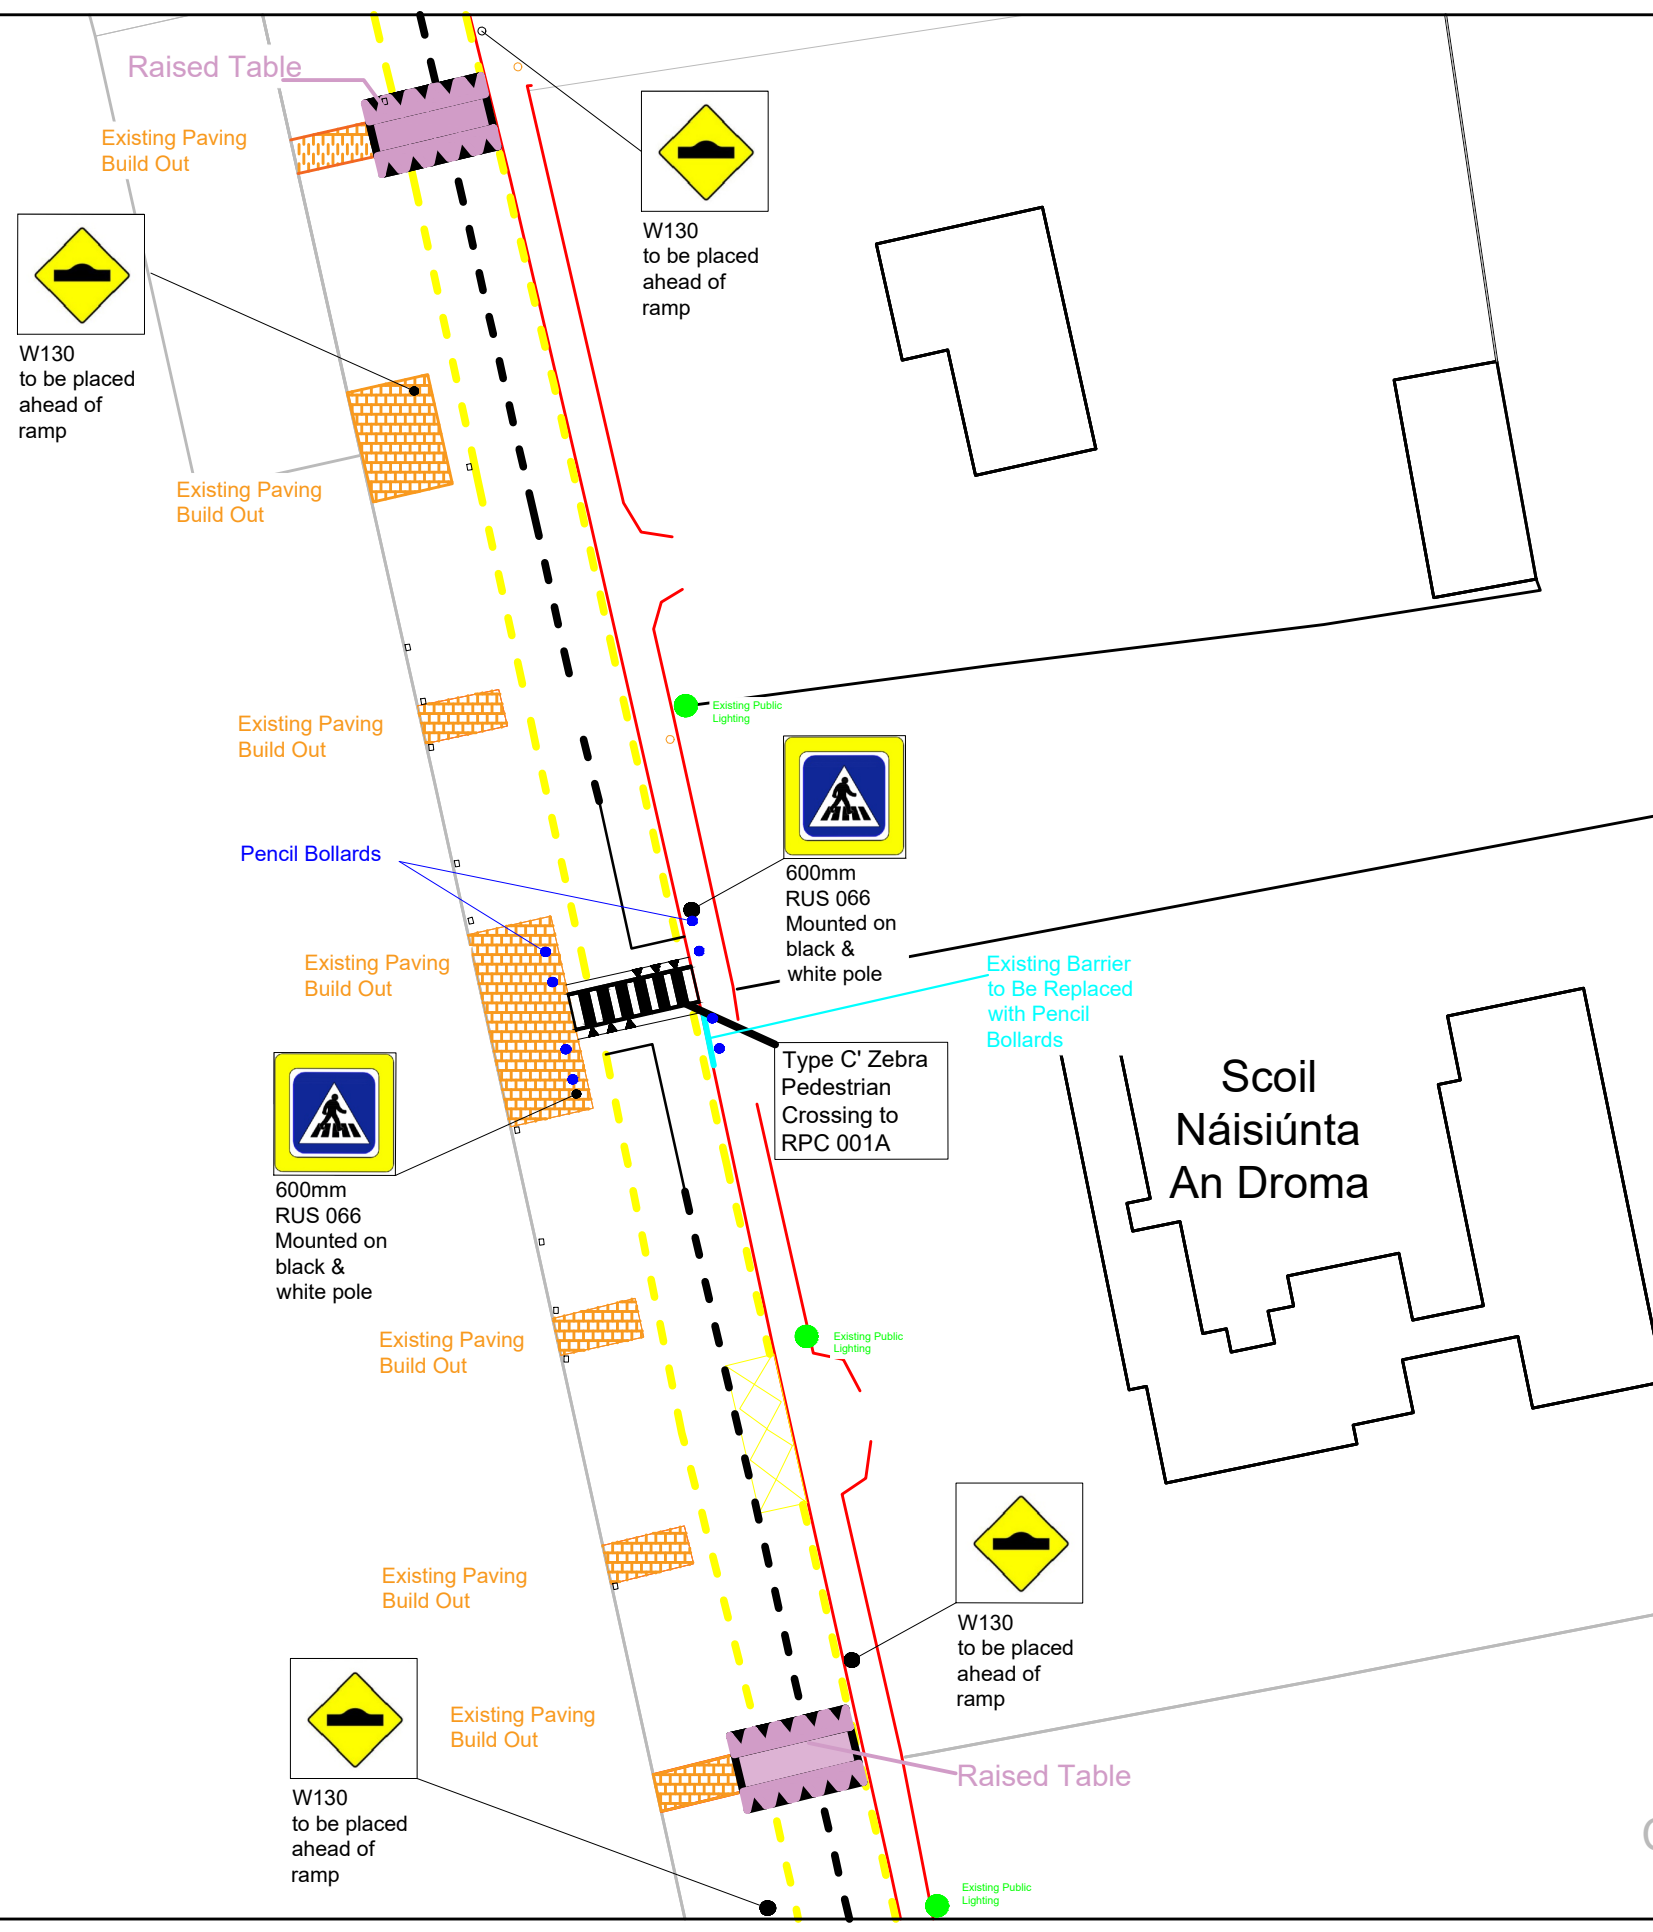 Raised Table
Existing Paving
Build Out
W130
to be placed
ahead of
ramp
W130
to be placed
ahead of
ramp
Existing Paving
Build Out
Existing Paving
Build Out
Existing Public
Lighting
Pencil Bollards
600mm
RUS 066
Mounted on
black &
white pole
Existing Paving
Build Out
Existing Barrier
to Be Replaced
with Pencil
Bollards
Type C' Zebra
Pedestrian
Crossing to
RPC 001A
Scoil
Náisiúnta
An Droma
600mm
RUS 066
Mounted on
black &
white pole
Existing Paving
Build Out
Existing Public
Lighting
Existing Paving
Build Out
W130
to be placed
ahead of
ramp
Existing Paving
Build Out
Raised Table
W130
to be placed
ahead of
ramp
Existing Public
Lighting